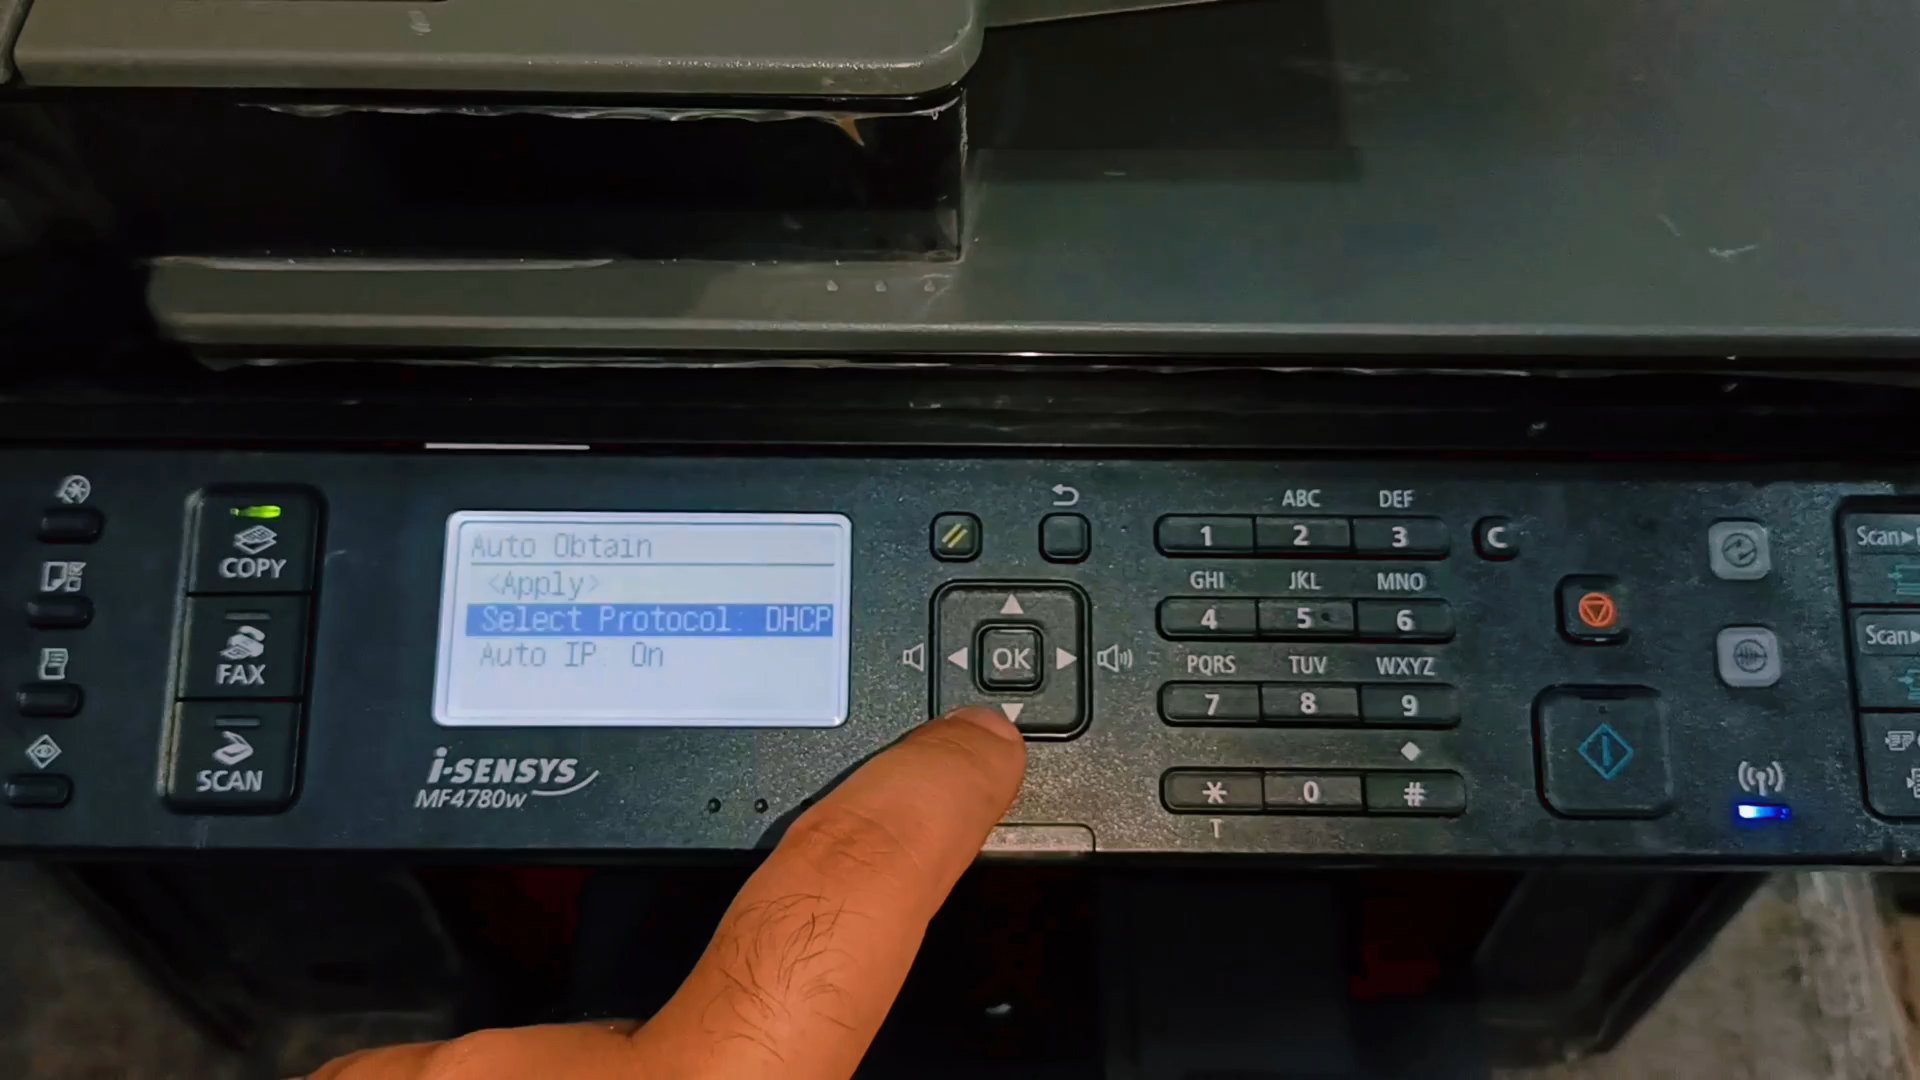 Auto Obtain
<Apply>
Select Protocol: DHCP
Auto IP: On
COPY
FAX
SCAN
i-SENSYS
MF4780w
OK
ABC DEF
1 2 3 C
GHI JKL MNO
4 5 6
PQRS TUV WXYZ
7 8 9
* 0 #
T
Scan
Scan